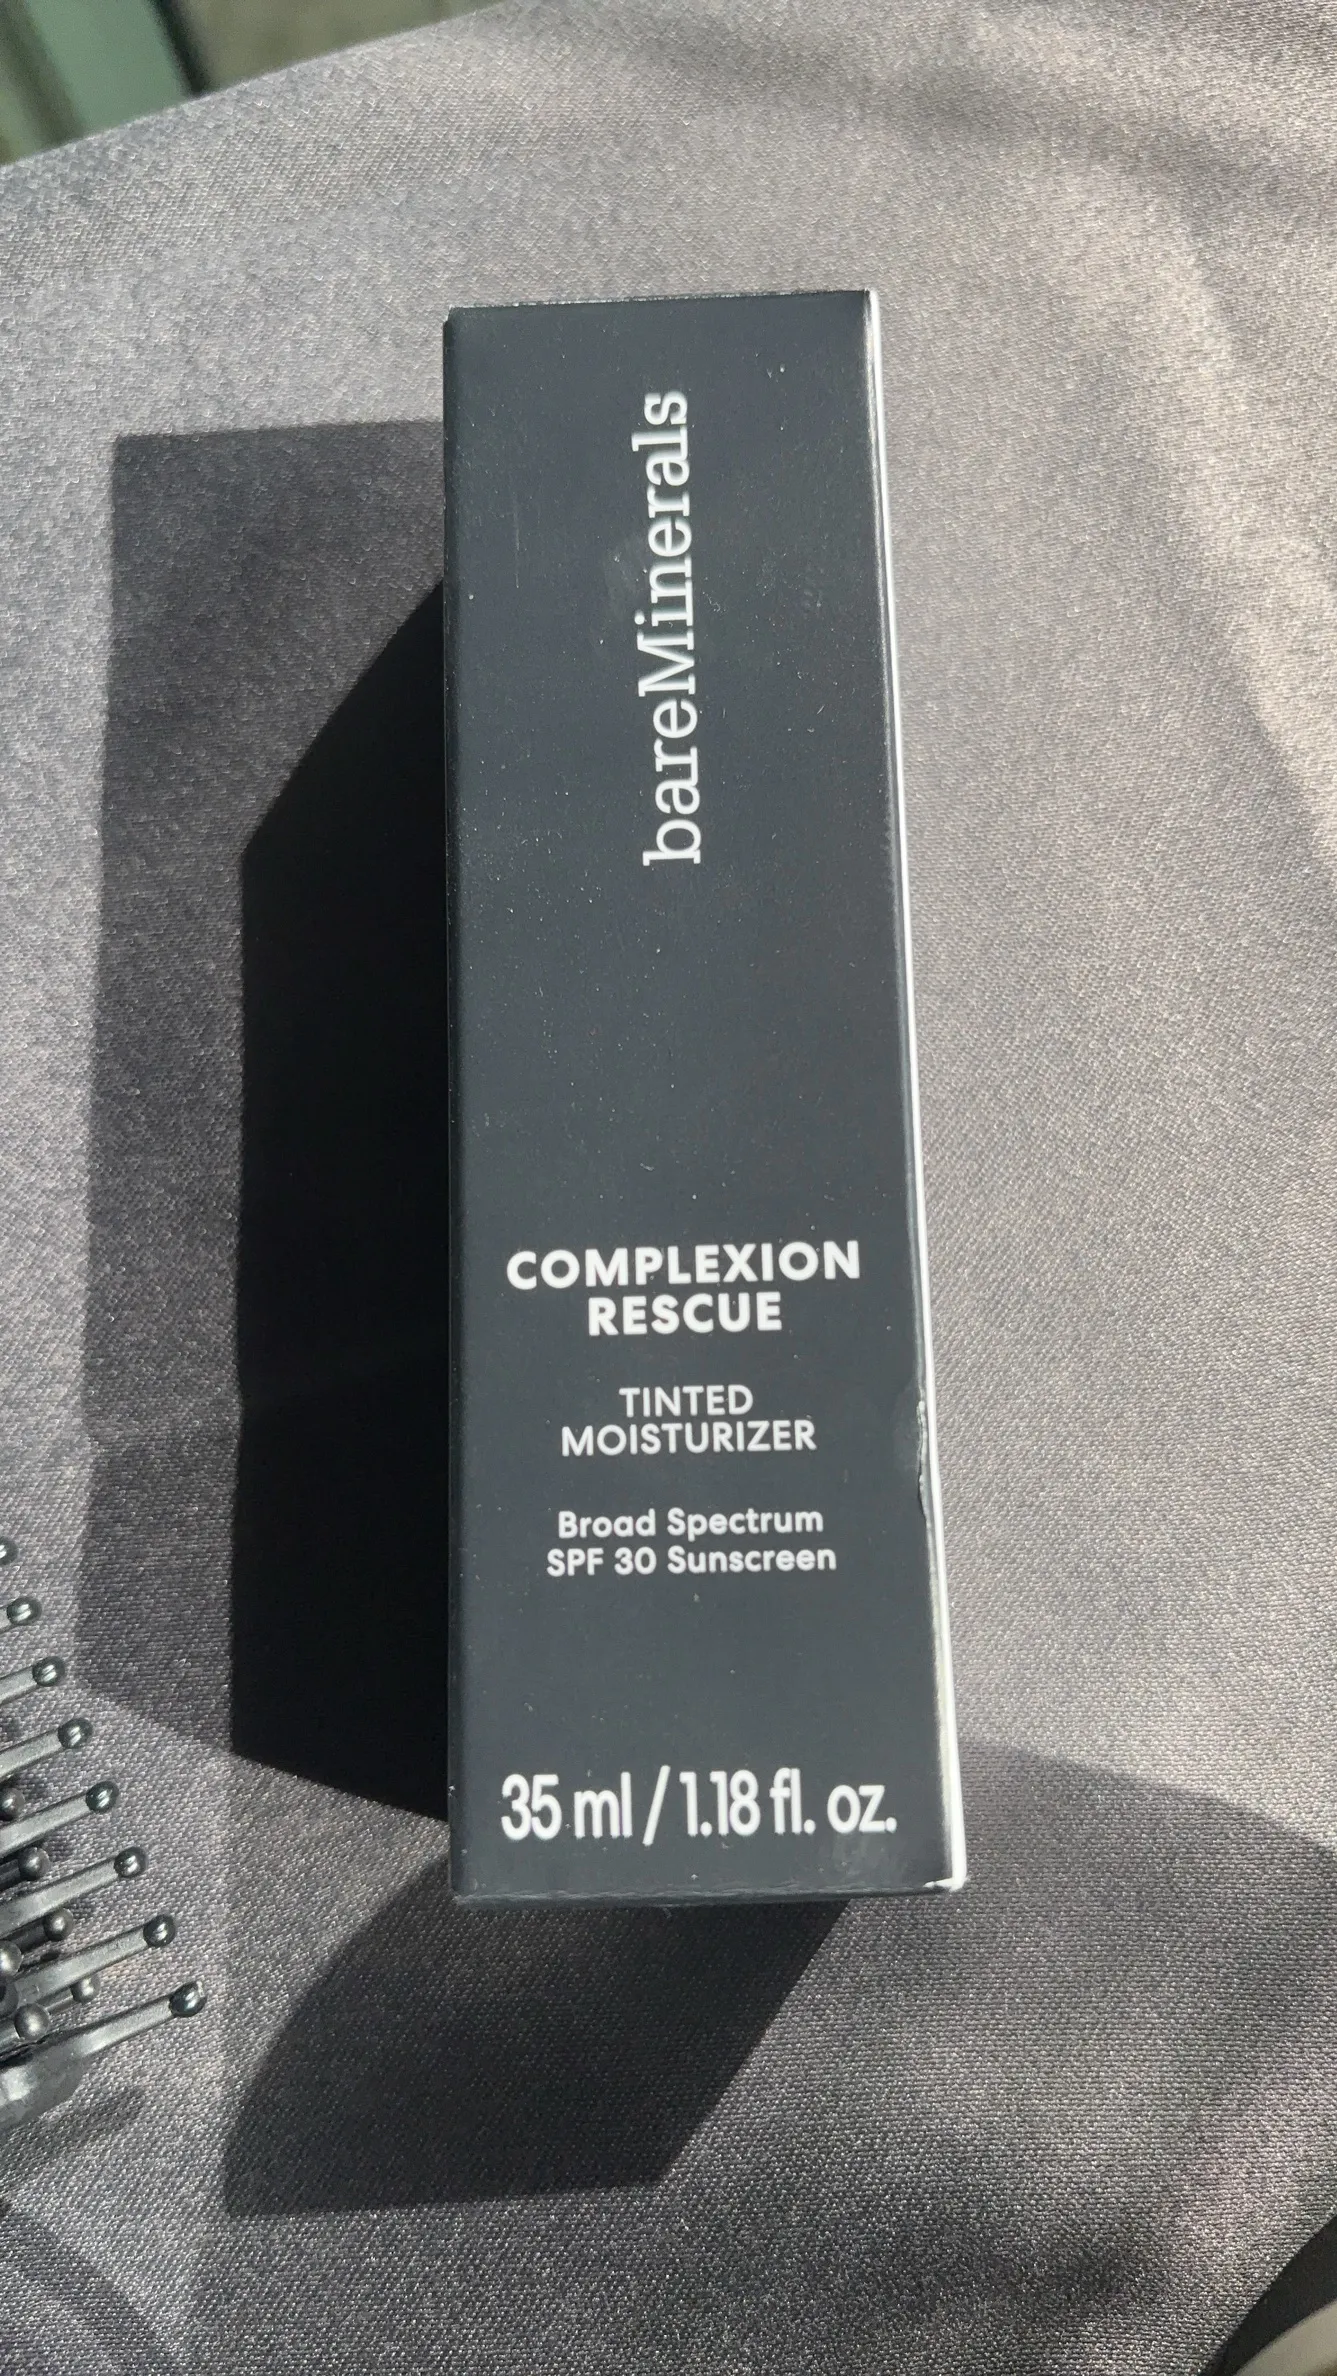 bareMinerals
COMPLEXION
RESCUE
TINTED
MOISTURIZER
Broad Spectrum
SPF 30 Sunscreen
35 ml / 1.18 fl. oz.